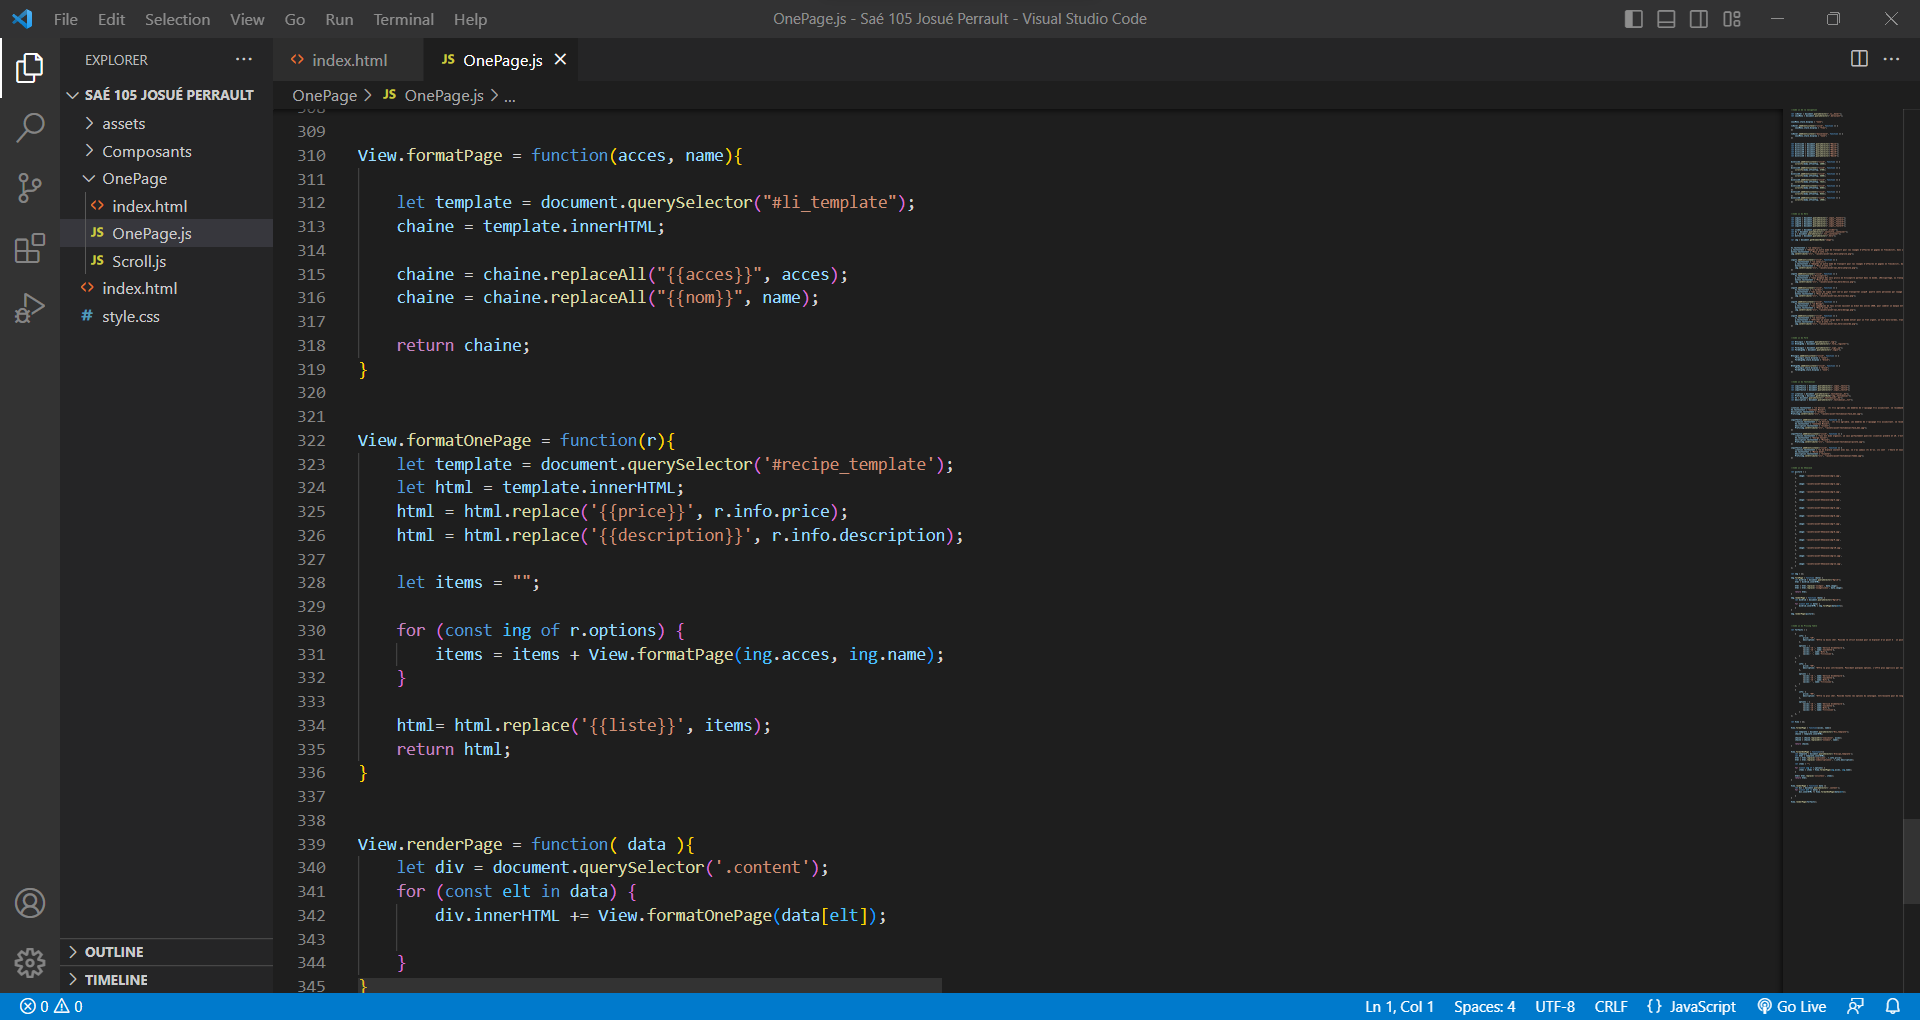 File Edit Selection View Go Run Terminal Help
OnePage.js - Saé 105 Josué Perrault - Visual Studio Code
EXPLORER
SAÉ 105 JOSUÉ PERRAULT
assets
Composants
OnePage
<> index.html
JS OnePage.js
JS Scroll.js
<> index.html
# style.css
OUTLINE
TIMELINE
<> index.html
JS OnePage.js
OnePage > JS OnePage.js > ...
308
309
310 View.formatPage = function(acces, name){
311
312     let template = document.querySelector("#li_template");
313     chaine = template.innerHTML;
314
315     chaine = chaine.replaceAll("{{acces}}", acces);
316     chaine = chaine.replaceAll("{{nom}}", name);
317
318     return chaine;
319 }
320
321
322 View.formatOnePage = function(r){
323     let template = document.querySelector('#recipe_template');
324     let html = template.innerHTML;
325     html = html.replace('{{price}}', r.info.price);
326     html = html.replace('{{description}}', r.info.description);
327
328     let items = "";
329
330     for (const ing of r.options) {
331         items = items + View.formatPage(ing.acces, ing.name);
332     }
333
334     html= html.replace('{{liste}}', items);
335     return html;
336 }
337
338
339 View.renderPage = function( data ){
340     let div = document.querySelector('.content');
341     for (const elt in data) {
342         div.innerHTML += View.formatOnePage(data[elt]);
343
344     }
345 }
0 0
Ln 1, Col 1 Spaces: 4 UTF-8 CRLF {} JavaScript Go Live